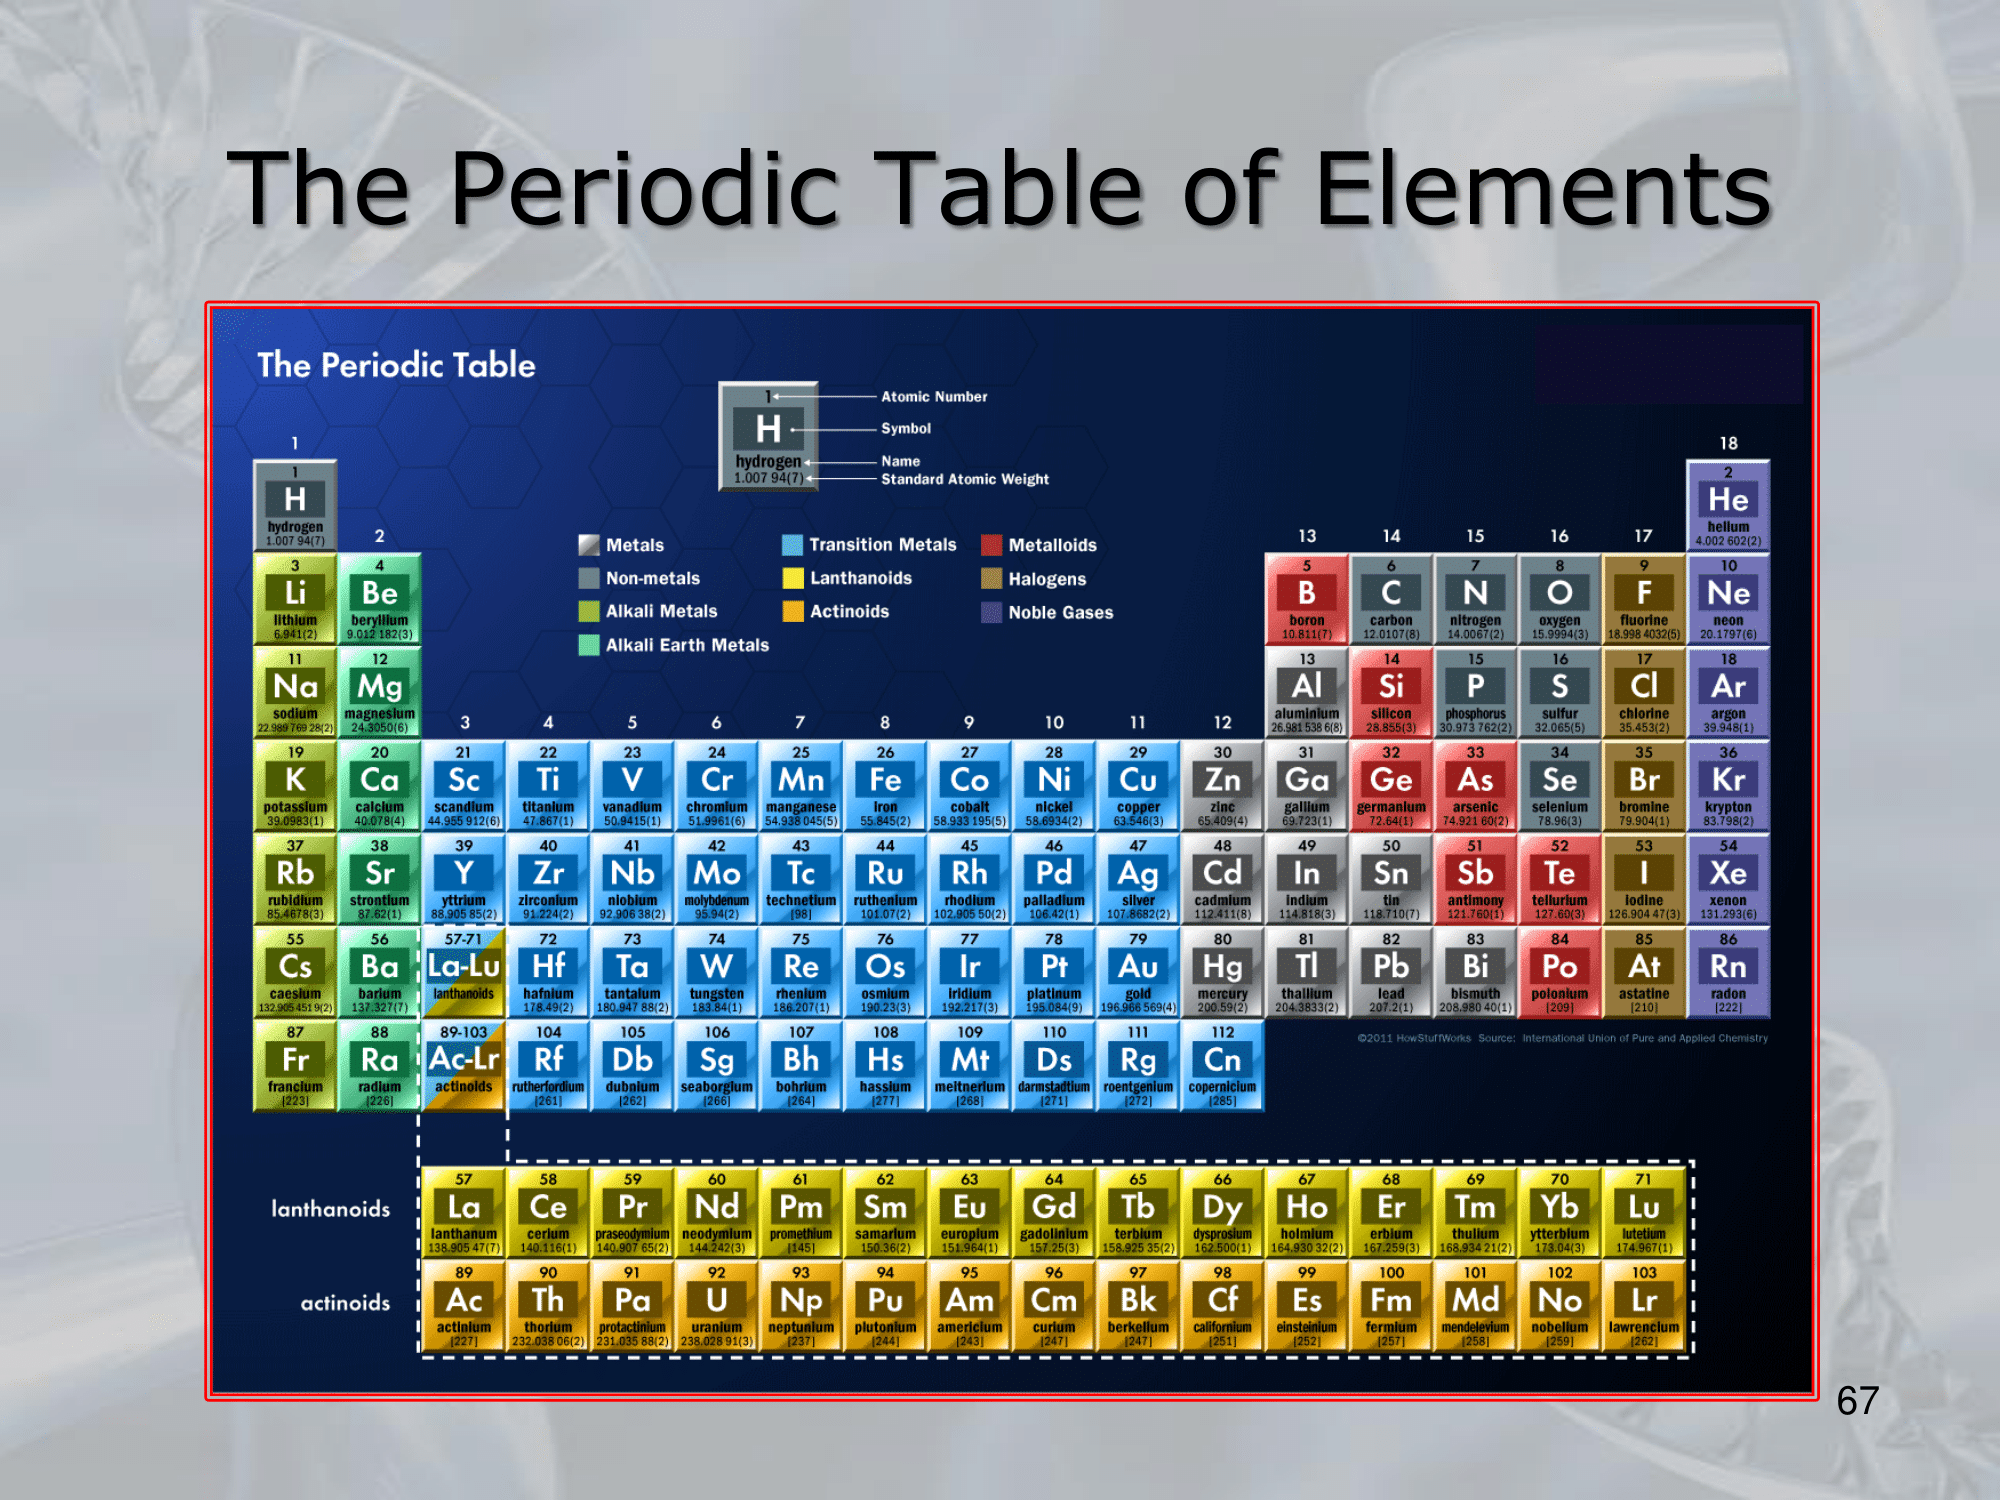 The Periodic Table of Elements
The Periodic Table
1 Atomic Number
H Symbol
hydrogen Name
1.007 94(7) Standard Atomic Weight
Metals Transition Metals Metalloids
Non-metals Lanthanoids Halogens
Alkali Metals Actinoids Noble Gases
Alkali Earth Metals
1 18
1 2
H He
hydrogen helium
1.007 94(7) 4.002 602(2)
2 13 14 15 16 17
3 4 5 6 7 8 9 10
Li Be B C N O F Ne
lithium beryllium boron carbon nitrogen oxygen fluorine neon
6.941(2) 9.012 182(3) 10.811(7) 12.0107(8) 14.0067(2) 15.9994(3) 18.998 4032(5) 20.1797(6)
11 12 13 14 15 16 17 18
Na Mg Al Si P S Cl Ar
sodium magnesium aluminium silicon phosphorus sulfur chlorine argon
22.989 769 28(2) 24.3050(6) 26.981 538 6(8) 28.855(3) 30.973 762(2) 32.065(5) 35.453(2) 39.948(1)
3 4 5 6 7 8 9 10 11 12
19 20 21 22 23 24 25 26 27 28 29 30 31 32 33 34 35 36
K Ca Sc Ti V Cr Mn Fe Co Ni Cu Zn Ga Ge As Se Br Kr
potassium calcium scandium titanium vanadium chromium manganese iron cobalt nickel copper zinc gallium germanium arsenic selenium bromine krypton
39.0983(1) 40.078(4) 44.955 912(6) 47.867(1) 50.9415(1) 51.9961(6) 54.938 045(5) 55.845(2) 58.933 195(5) 58.6934(2) 63.546(3) 65.409(4) 69.723(1) 72.64(1) 74.921 60(2) 78.96(3) 79.904(1) 83.798(2)
37 38 39 40 41 42 43 44 45 46 47 48 49 50 51 52 53 54
Rb Sr Y Zr Nb Mo Tc Ru Rh Pd Ag Cd In Sn Sb Te I Xe
rubidium strontium yttrium zirconium niobium molybdenum technetium ruthenium rhodium palladium silver cadmium indium tin antimony tellurium iodine xenon
85.4678(3) 87.62(1) 88.905 85(2) 91.224(2) 92.906 38(2) 95.94(2) [98] 101.07(2) 102.905 50(2) 106.42(1) 107.8682(2) 112.411(8) 114.818(3) 118.710(7) 121.760(1) 127.60(3) 126.904 47(3) 131.293(6)
55 56 57-71 72 73 74 75 76 77 78 79 80 81 82 83 84 85 86
Cs Ba La-Lu Hf Ta W Re Os Ir Pt Au Hg Tl Pb Bi Po At Rn
caesium barium lanthanoids hafnium tantalum tungsten rhenium osmium iridium platinum gold mercury thallium lead bismuth polonium astatine radon
132.905 451 9(2) 137.327(7) 178.49(2) 180.947 88(2) 183.84(1) 186.207(1) 190.23(3) 192.217(3) 195.084(9) 196.966 569(4) 200.59(2) 204.3833(2) 207.2(1) 208.980 40(1) [209] [210] [222]
87 88 89-103 104 105 106 107 108 109 110 111 112
Fr Ra Ac-Lr Rf Db Sg Bh Hs Mt Ds Rg Cn
francium radium actinoids rutherfordium dubnium seaborgium bohrium hassium meitnerium darmstadtium roentgenium copernicium
[223] [226] [261] [262] [266] [264] [277] [268] [271] [272] [285]
©2011 HowStuffWorks Source: International Union of Pure and Applied Chemistry
57 58 59 60 61 62 63 64 65 66 67 68 69 70 71
lanthanoids La Ce Pr Nd Pm Sm Eu Gd Tb Dy Ho Er Tm Yb Lu
lanthanum cerium praseodymium neodymium promethium samarium europium gadolinium terbium dysprosium holmium erbium thulium ytterbium lutetium
138.905 47(7) 140.116(1) 140.907 65(2) 144.242(3) [145] 150.36(2) 151.964(1) 157.25(3) 158.925 35(2) 162.500(1) 164.930 32(2) 167.259(3) 168.934 21(2) 173.04(3) 174.967(1)
89 90 91 92 93 94 95 96 97 98 99 100 101 102 103
actinoids Ac Th Pa U Np Pu Am Cm Bk Cf Es Fm Md No Lr
actinium thorium protactinium uranium neptunium plutonium americium curium berkelium californium einsteinium fermium mendelevium nobelium lawrencium
[227] 232.038 06(2) 231.035 88(2) 238.028 91(3) [237] [244] [243] [247] [247] [251] [252] [257] [258] [259] [262]
67